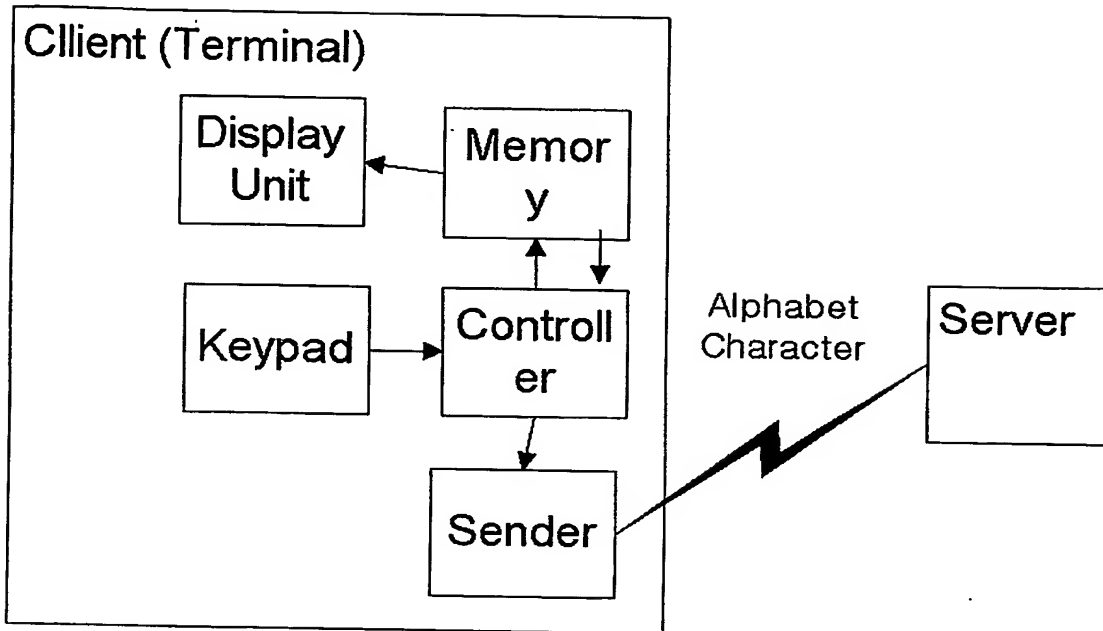 Cllient (Terminal)
Display
Unit
Memor
y
Keypad
Controll
er
Alphabet
Character
Server
Sender